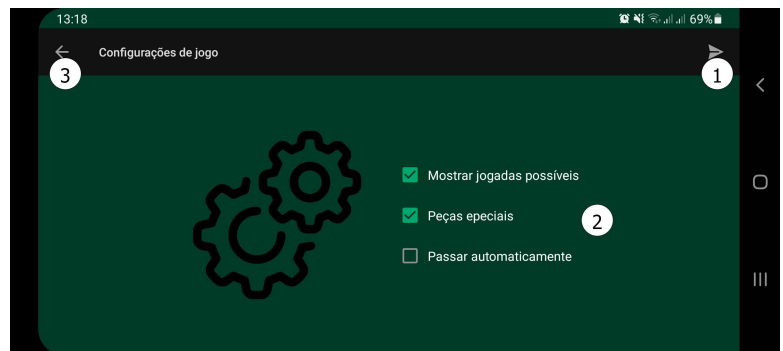 13:18 69%
Configurações de jogo
3
1
Mostrar jogadas possíveis
Peças epeciais
2
Passar automaticamente